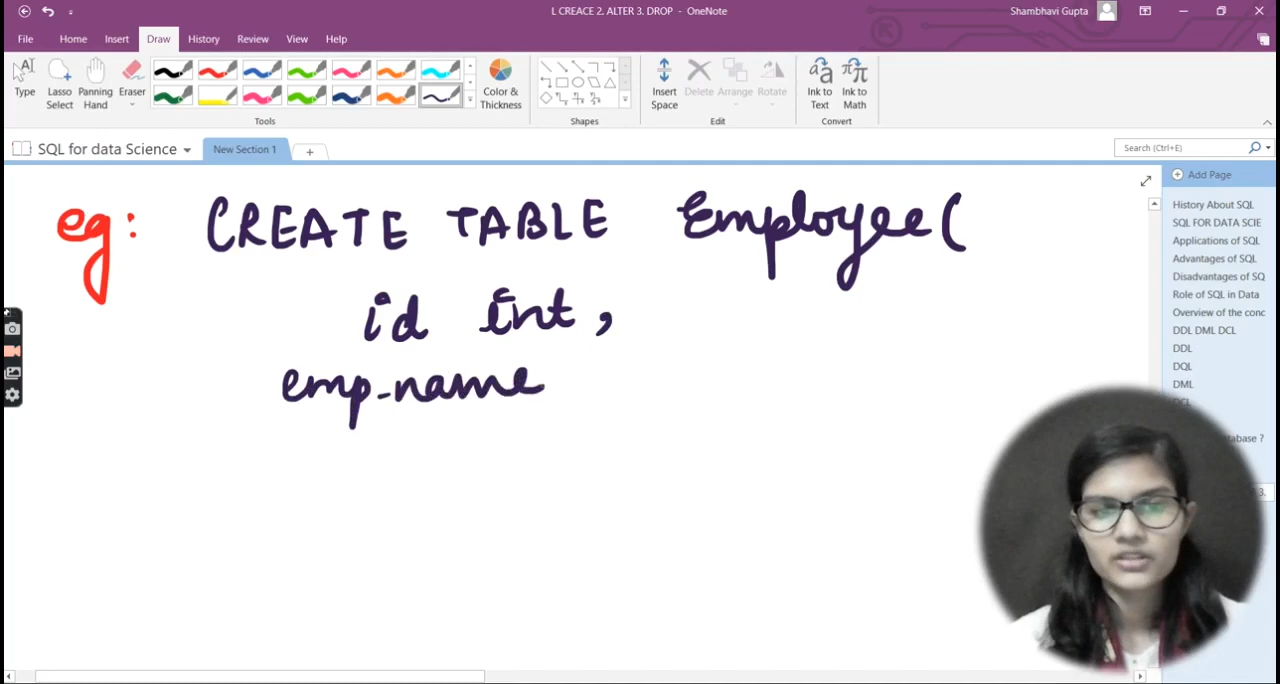 L CREACE 2. ALTER 3. DROP - OneNote
Shambhavi Gupta
File Home Insert Draw History Review View Help
Type
Lasso Select
Panning Hand
Eraser
Color & Thickness
Insert Space
Delete
Arrange
Rotate
Ink to Text
Ink to Math
Tools
Shapes
Edit
Convert
SQL for data Science
New Section 1
Search (Ctrl+E)
Add Page
History About SQL
SQL FOR DATA SCIE
Applications of SQL
Advantages of SQL
Disadvantages of SQ
Role of SQL in Data
Overview of the conc
DDL DML DCL
DDL
DQL
DML
DCL
atabase ?
3.
eg: CREATE TABLE Employee(
id int,
emp-name